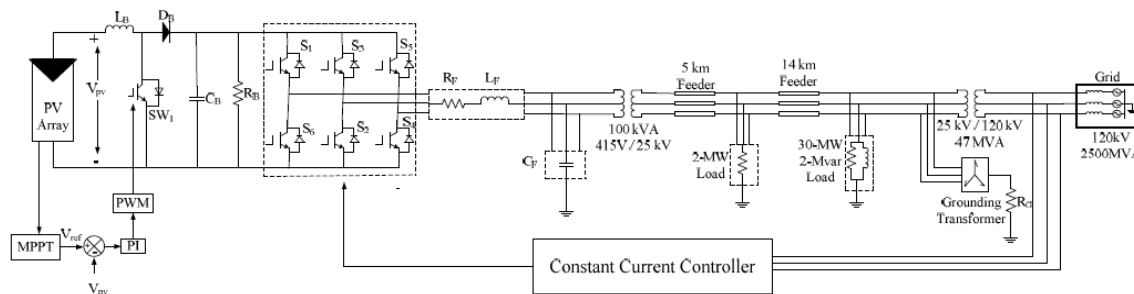 L_B
D_B
+
V_pv
-
PV
Array
SW_1
C_B
R_B
S_1
S_3
S_5
S_6
S_2
S_4
R_F
L_F
C_F
100 kVA
415V / 25 kV
5 km
Feeder
14 km
Feeder
2-MW
Load
30-MW
2-Mvar
Load
25 kV / 120 kV
47 MVA
Grounding
Transformer
R_G
Grid
120kV
2500MVA
PWM
MPPT
V_ref
+
-
PI
V_pv
Constant Current Controller